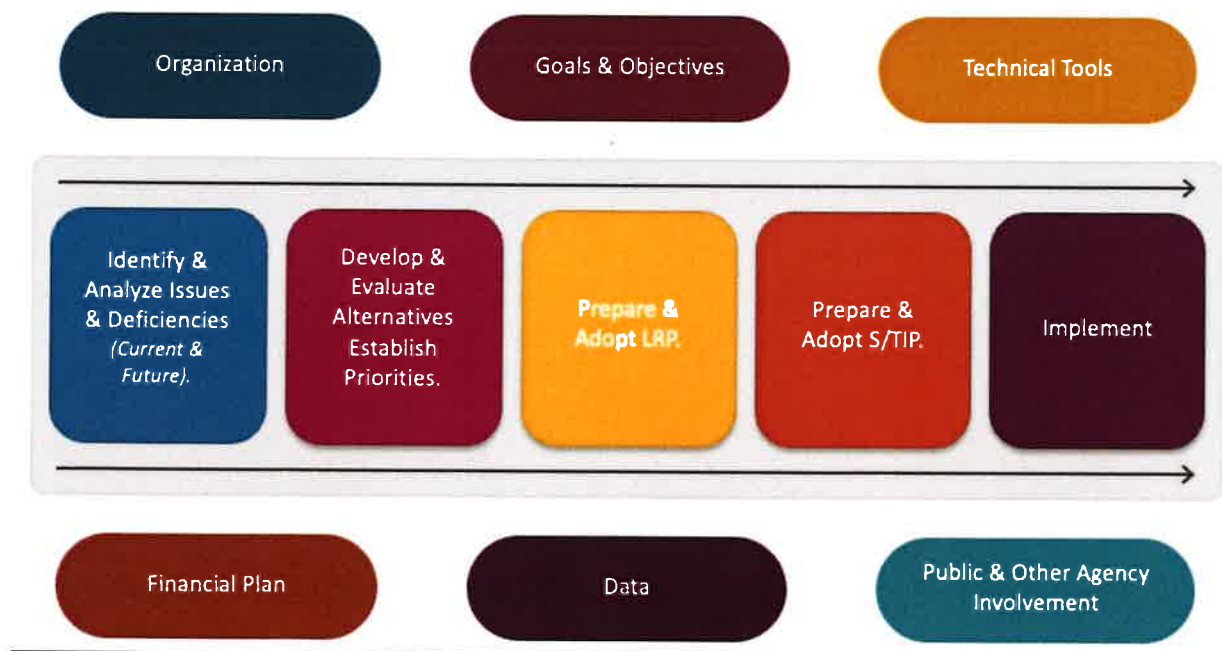 Organization
Goals & Objectives
Technical Tools
Identify &
Analyze Issues
& Deficiencies
(Current &
Future).
Develop &
Evaluate
Alternatives
Establish
Priorities.
Prepare &
Adopt LRP.
Prepare &
Adopt S/TIP.
Implement
Financial Plan
Data
Public & Other Agency
Involvement